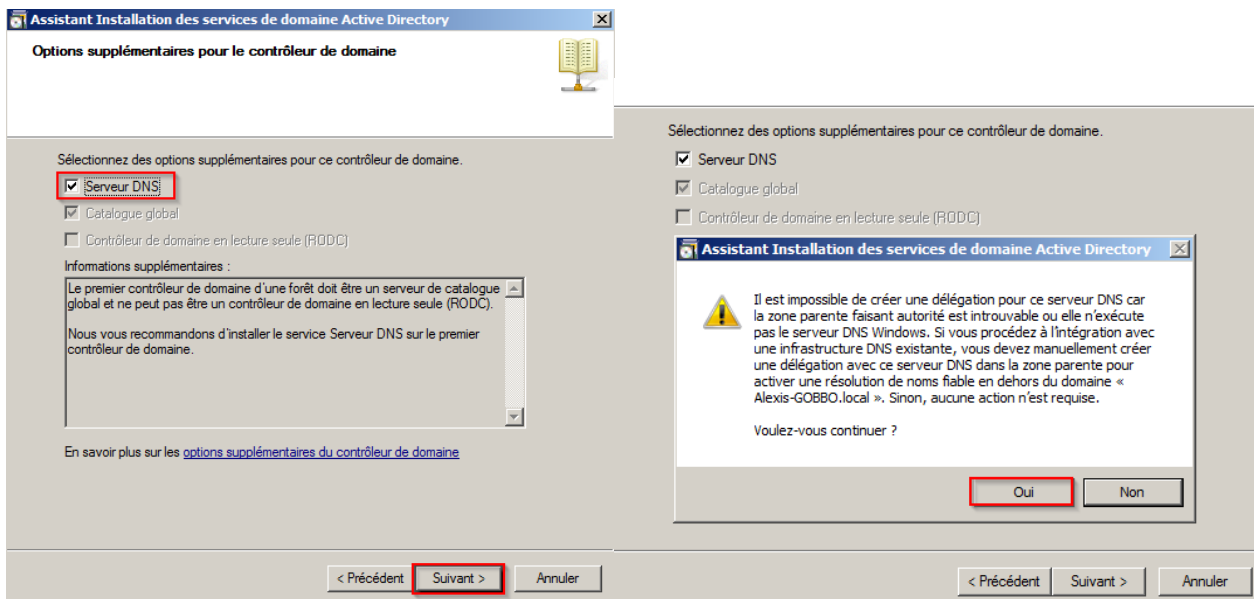 Assistant Installation des services de domaine Active Directory
Options supplémentaires pour le contrôleur de domaine
Sélectionnez des options supplémentaires pour ce contrôleur de domaine.
Serveur DNS
Catalogue global
Contrôleur de domaine en lecture seule (RODC)
Informations supplémentaires :
Le premier contrôleur de domaine d'une forêt doit être un serveur de catalogue
global et ne peut pas être un contrôleur de domaine en lecture seule (RODC).
Nous vous recommandons d'installer le service Serveur DNS sur le premier
contrôleur de domaine.
En savoir plus sur les options supplémentaires du contrôleur de domaine
< Précédent
Suivant >
Annuler
Sélectionnez des options supplémentaires pour ce contrôleur de domaine.
Serveur DNS
Catalogue global
Contrôleur de domaine en lecture seule (RODC)
Assistant Installation des services de domaine Active Directory
Il est impossible de créer une délégation pour ce serveur DNS car
la zone parente faisant autorité est introuvable ou elle n'exécute
pas le serveur DNS Windows. Si vous procédez à l'intégration avec
une infrastructure DNS existante, vous devez manuellement créer
une délégation avec ce serveur DNS dans la zone parente pour
activer une résolution de noms fiable en dehors du domaine «
Alexis-GOBBO.local ». Sinon, aucune action n'est requise.
Voulez-vous continuer ?
Oui
Non
< Précédent
Suivant >
Annuler